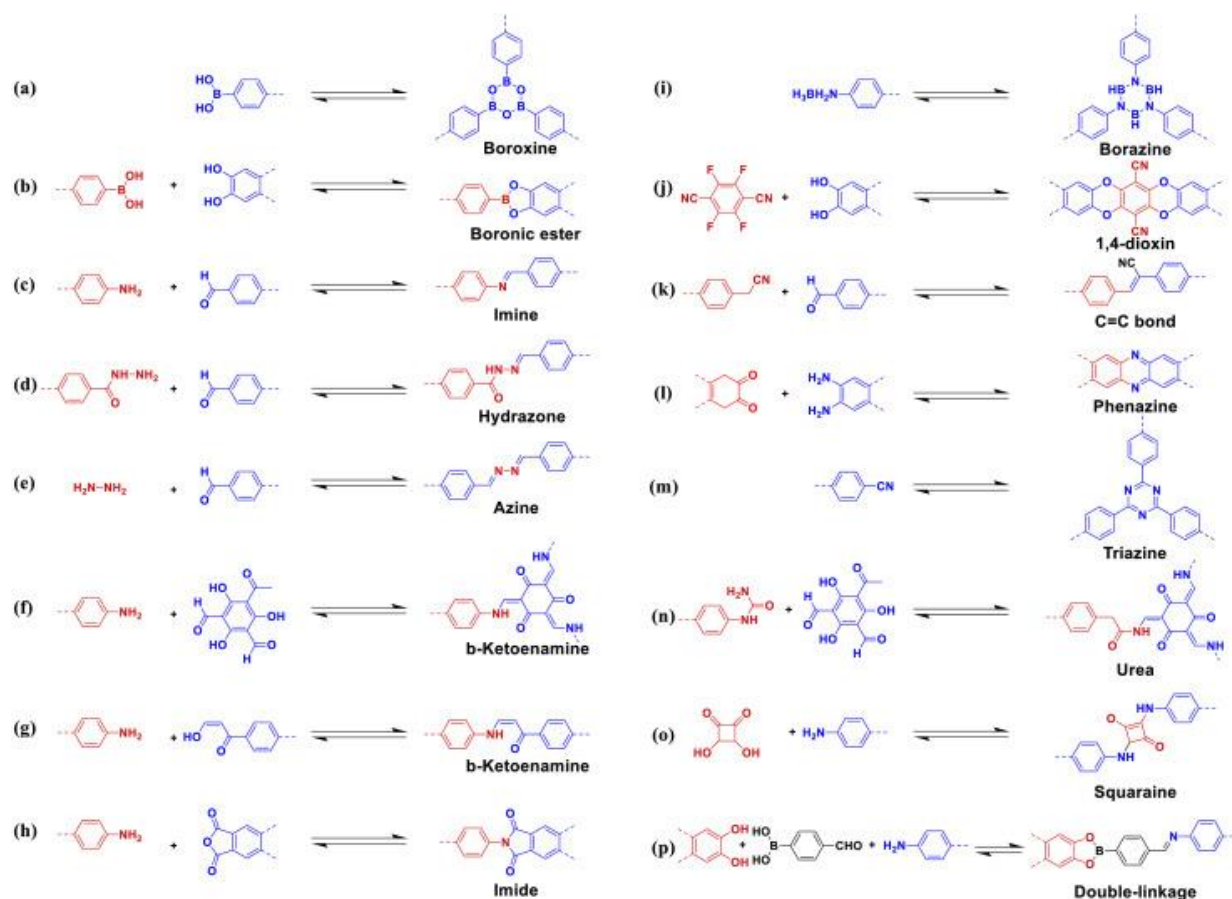 (a)
HO
B
HO
B
O O
B B
O
Boroxine
(b)
OH
B
OH
+
HO
HO
O
B
O
Boronic ester
(c)
NH2
+
H
O
N
Imine
(d)
NH-NH2
O
+
H
O
HN-N
O
Hydrazone
(e)
H2N-NH2
+
H
O
N-N
Azine
(f)
NH2
+
O
HO
O OH
H OH O
H
HN
O
O
NH O
NH
b-Ketoenamine
(g)
NH2
+
HO
O
NH O
b-Ketoenamine
(h)
NH2
+
O
O
O
O
N
O
Imide
(i)
H3BH2N
N
HB BH
N N
B
H
Borazine
(j)
F F
NC CN
F F
+
HO
HO
CN
O O
O O
CN
1,4-dioxin
(k)
CN
+
H
O
NC
C=C bond
(l)
O
O
+
H2N
H2N
N
N
Phenazine
(m)
CN
N N
N
Triazine
(n)
NH2
O
NH
+
O
HO
O OH
H OH O
H
HN
O
O
NH O
O NH
Urea
(o)
O O
HO OH
+
H2N
HN
O
O
NH
Squaraine
(p)
OH
OH
+
HO
B
HO
CHO
+
H2N
O
B
O
N
Double-linkage